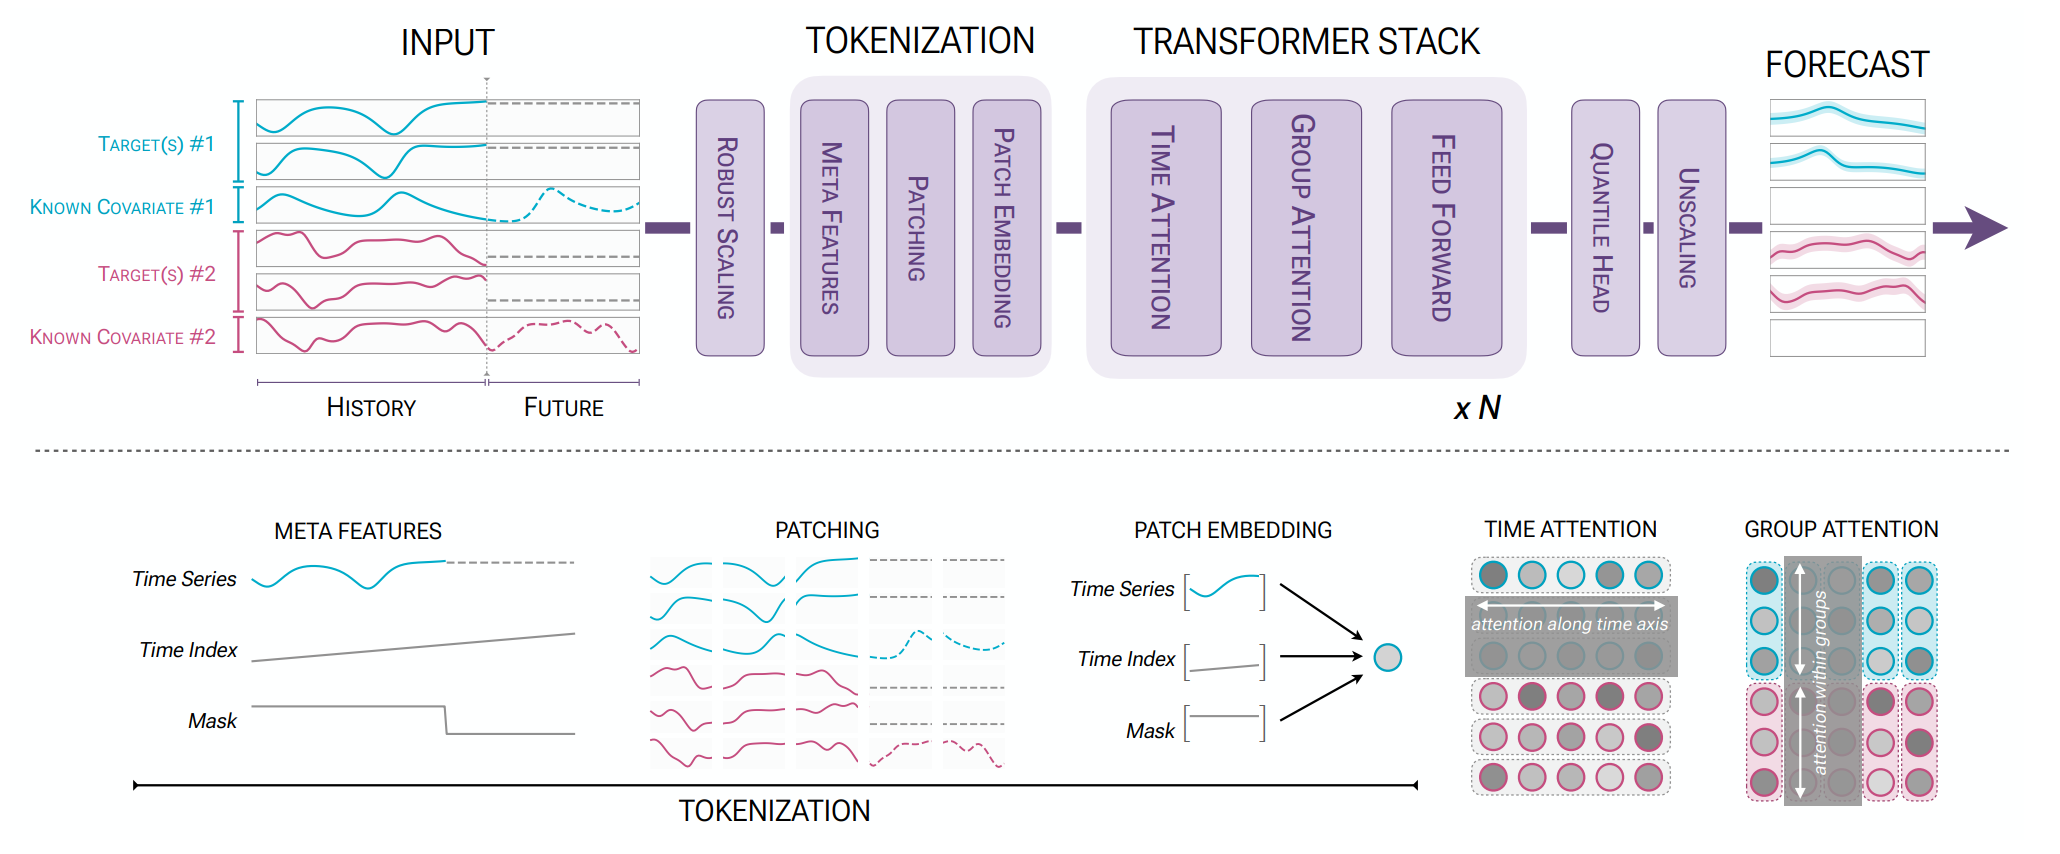 INPUT
TOKENIZATION
TRANSFORMER STACK
FORECAST
TARGET(S) #1
KNOWN COVARIATE #1
TARGET(S) #2
KNOWN COVARIATE #2
HISTORY
FUTURE
ROBUST SCALING
META FEATURES
PATCHING
PATCH EMBEDDING
TIME ATTENTION
GROUP ATTENTION
FEED FORWARD
x N
QUANTILE HEAD
UNSCALING
META FEATURES
Time Series
Time Index
Mask
PATCHING
PATCH EMBEDDING
Time Series
Time Index
Mask
TOKENIZATION
TIME ATTENTION
attention along time axis
GROUP ATTENTION
attention within groups